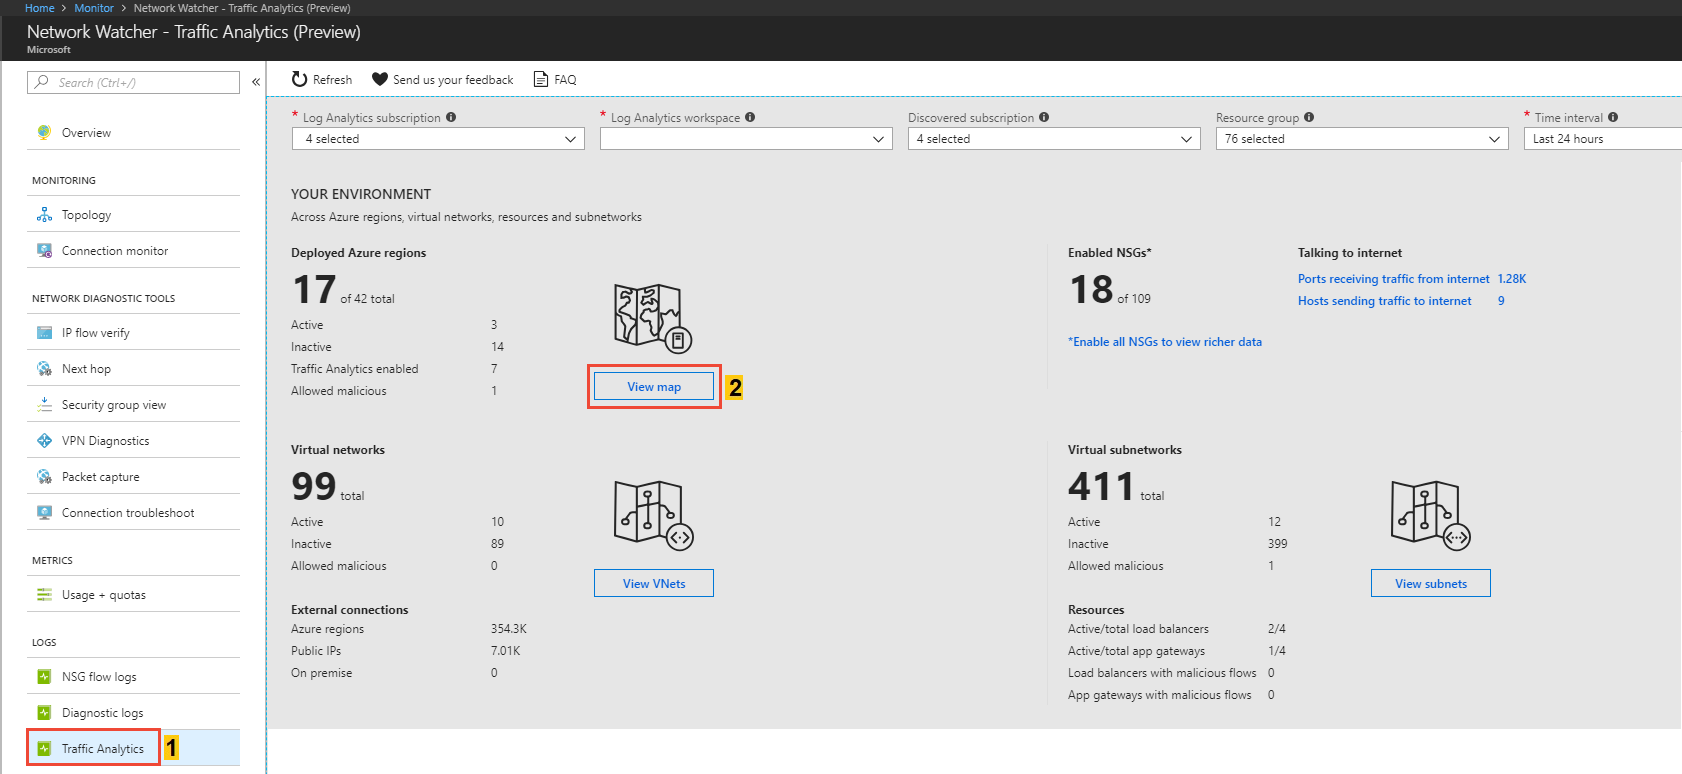 Home > Monitor > Network Watcher - Traffic Analytics (Preview)
Network Watcher - Traffic Analytics (Preview)
Microsoft
Search (Ctrl+/)
«
Overview
MONITORING
Topology
Connection monitor
NETWORK DIAGNOSTIC TOOLS
IP flow verify
Next hop
Security group view
VPN Diagnostics
Packet capture
Connection troubleshoot
METRICS
Usage + quotas
LOGS
NSG flow logs
Diagnostic logs
Traffic Analytics 1
Refresh Send us your feedback FAQ
* Log Analytics subscription * Log Analytics workspace Discovered subscription Resource group * Time interval
4 selected 4 selected 76 selected Last 24 hours
YOUR ENVIRONMENT
Across Azure regions, virtual networks, resources and subnetworks
Deployed Azure regions
17 of 42 total
Active 3
Inactive 14
Traffic Analytics enabled 7
Allowed malicious 1
View map 2
Enabled NSGs*
18 of 109
*Enable all NSGs to view richer data
Talking to internet
Ports receiving traffic from internet 1.28K
Hosts sending traffic to internet 9
Virtual networks
99 total
Active 10
Inactive 89
Allowed malicious 0
View VNets
Virtual subnetworks
411 total
Active 12
Inactive 399
Allowed malicious 1
View subnets
External connections
Azure regions 354.3K
Public IPs 7.01K
On premise 0
Resources
Active/total load balancers 2/4
Active/total app gateways 1/4
Load balancers with malicious flows 0
App gateways with malicious flows 0